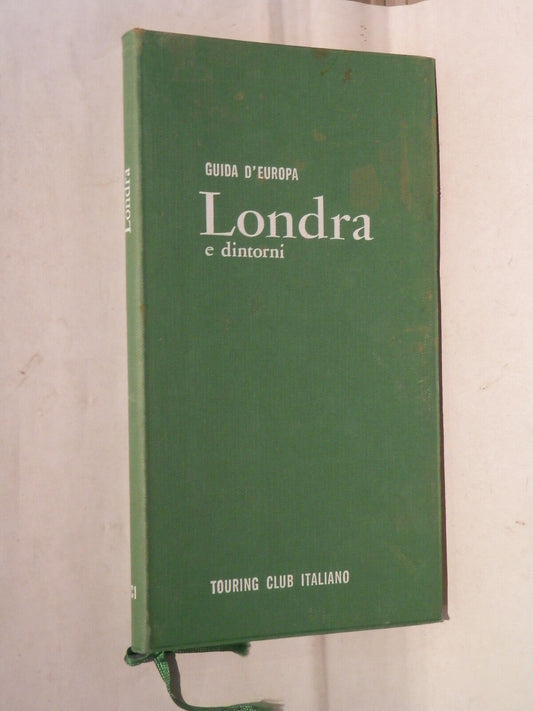 GUIDA D'EUROPA
Londra
e dintorni
TOURING CLUB ITALIANO
Londra